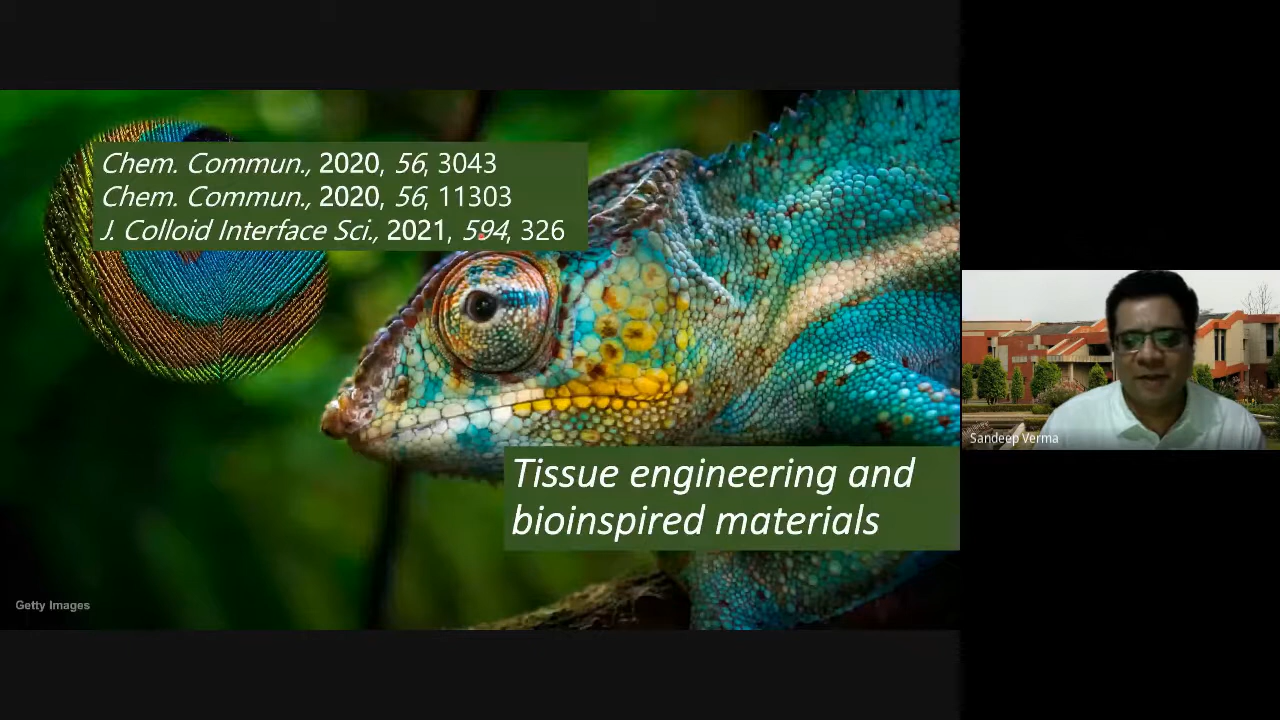 Chem. Commun., 2020, 56, 3043
Chem. Commun., 2020, 56, 11303
J. Colloid Interface Sci., 2021, 594, 326
Tissue engineering and
bioinspired materials
Getty Images
Sandeep Verma